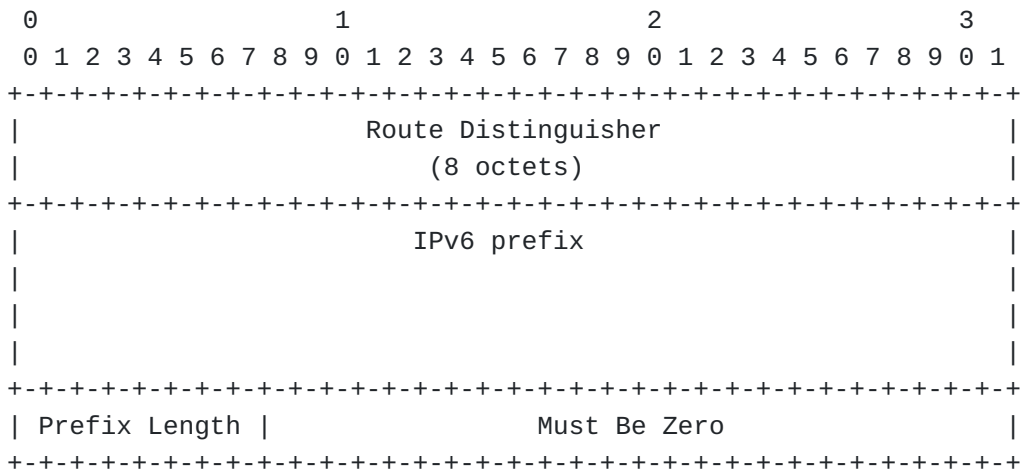 0                   1                   2                   3
 0 1 2 3 4 5 6 7 8 9 0 1 2 3 4 5 6 7 8 9 0 1 2 3 4 5 6 7 8 9 0 1
+-+-+-+-+-+-+-+-+-+-+-+-+-+-+-+-+-+-+-+-+-+-+-+-+-+-+-+-+-+-+-+-+
|                      Route Distinguisher                      |
|                          (8 octets)                           |
+-+-+-+-+-+-+-+-+-+-+-+-+-+-+-+-+-+-+-+-+-+-+-+-+-+-+-+-+-+-+-+-+
|                         IPv6 prefix                           |
|                                                               |
|                                                               |
|                                                               |
+-+-+-+-+-+-+-+-+-+-+-+-+-+-+-+-+-+-+-+-+-+-+-+-+-+-+-+-+-+-+-+-+
| Prefix Length |                 Must Be Zero                  |
+-+-+-+-+-+-+-+-+-+-+-+-+-+-+-+-+-+-+-+-+-+-+-+-+-+-+-+-+-+-+-+-+